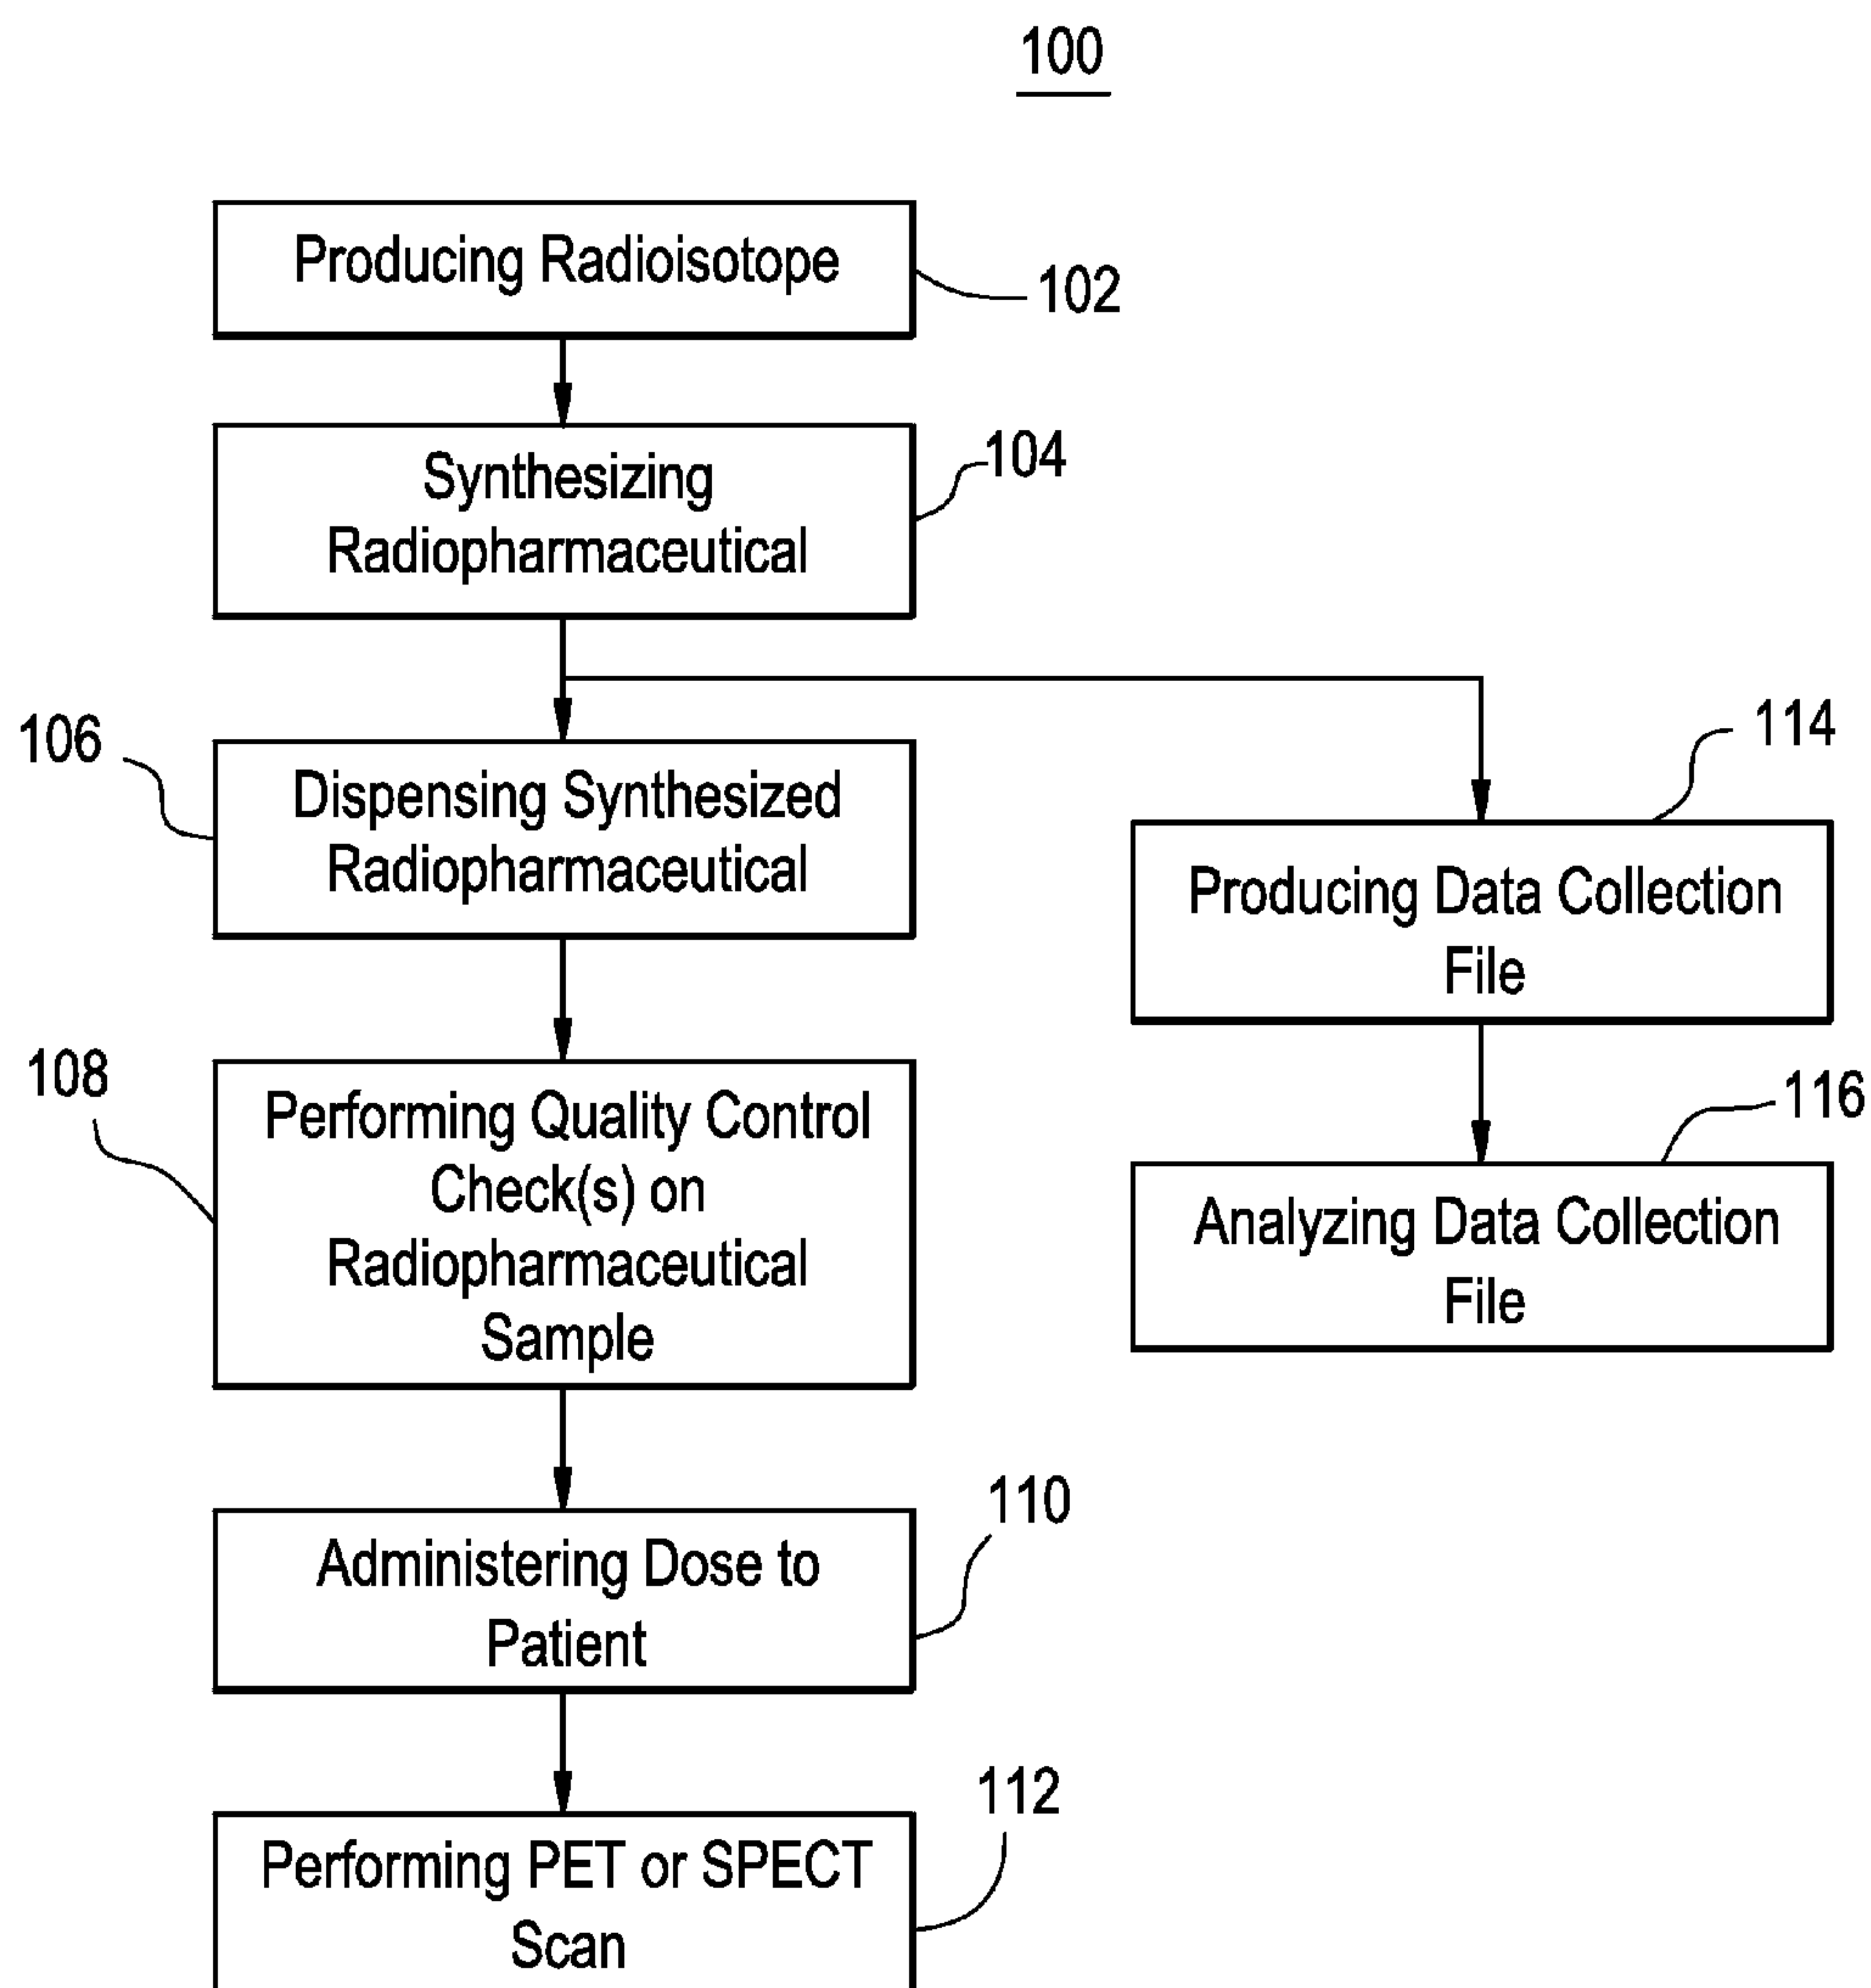 100
Producing Radioisotope
102
Synthesizing
Radiopharmaceutical
104
106
Dispensing Synthesized
Radiopharmaceutical
114
Producing Data Collection
File
108
Performing Quality Control
Check(s) on
Radiopharmaceutical
Sample
116
Analyzing Data Collection
File
110
Administering Dose to
Patient
112
Performing PET or SPECT
Scan